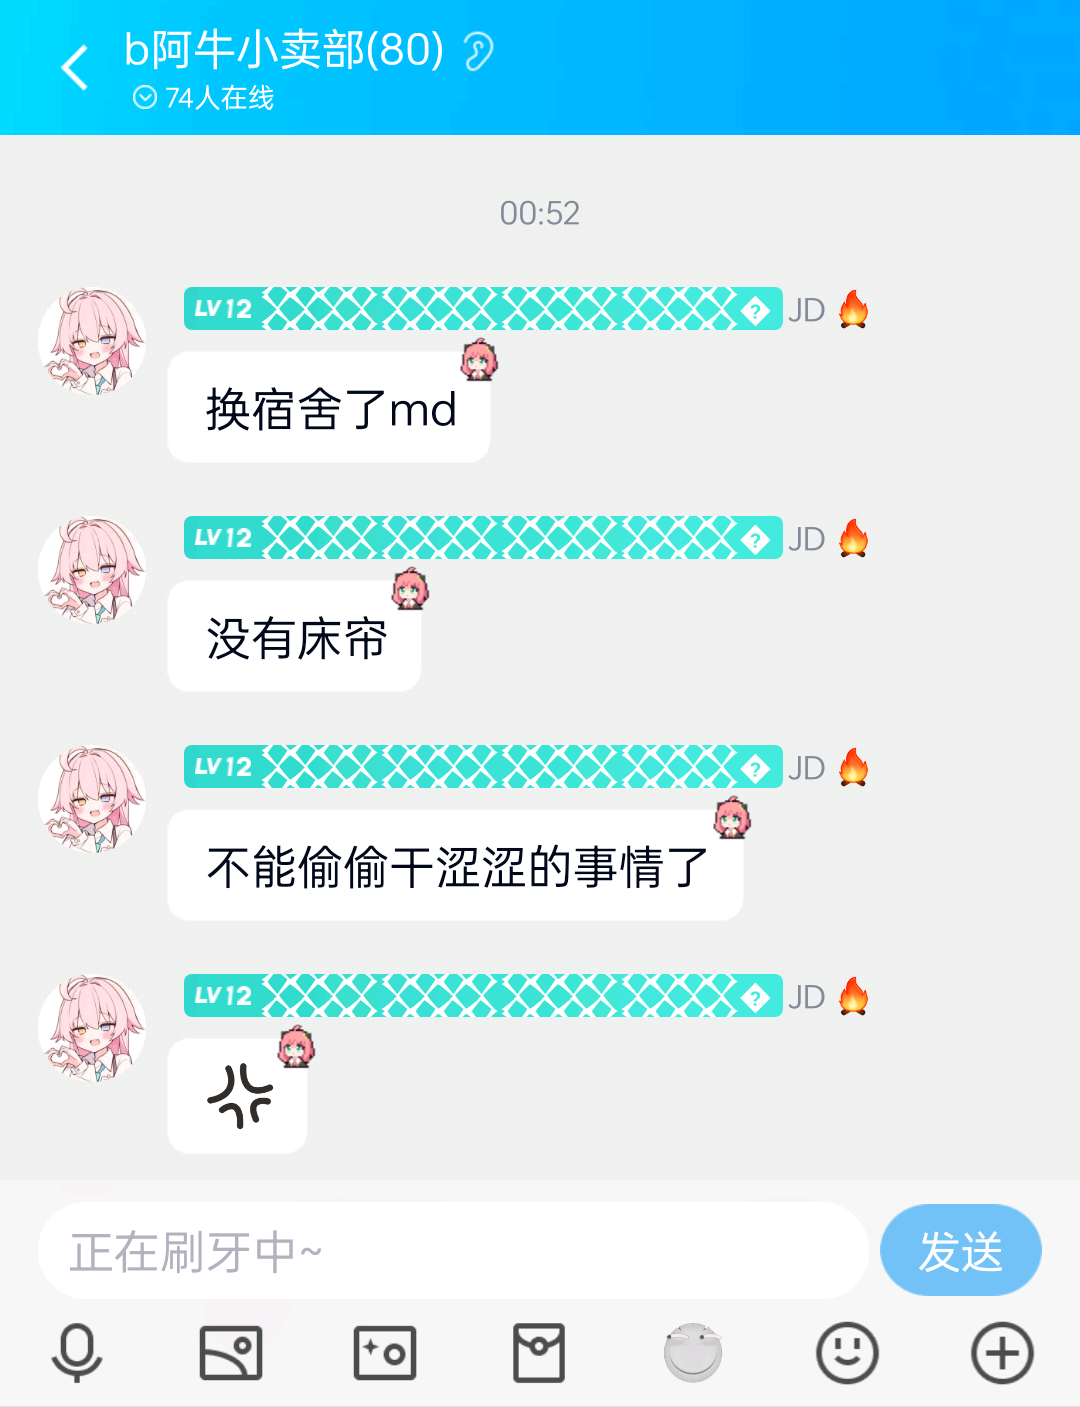 b阿牛小卖部(80)
74人在线
00:52
LV12 ? JD
换宿舍了md
LV12 ? JD
没有床帘
LV12 ? JD
不能偷偷干涩涩的事情了
LV12 ? JD
正在刷牙中~
发送